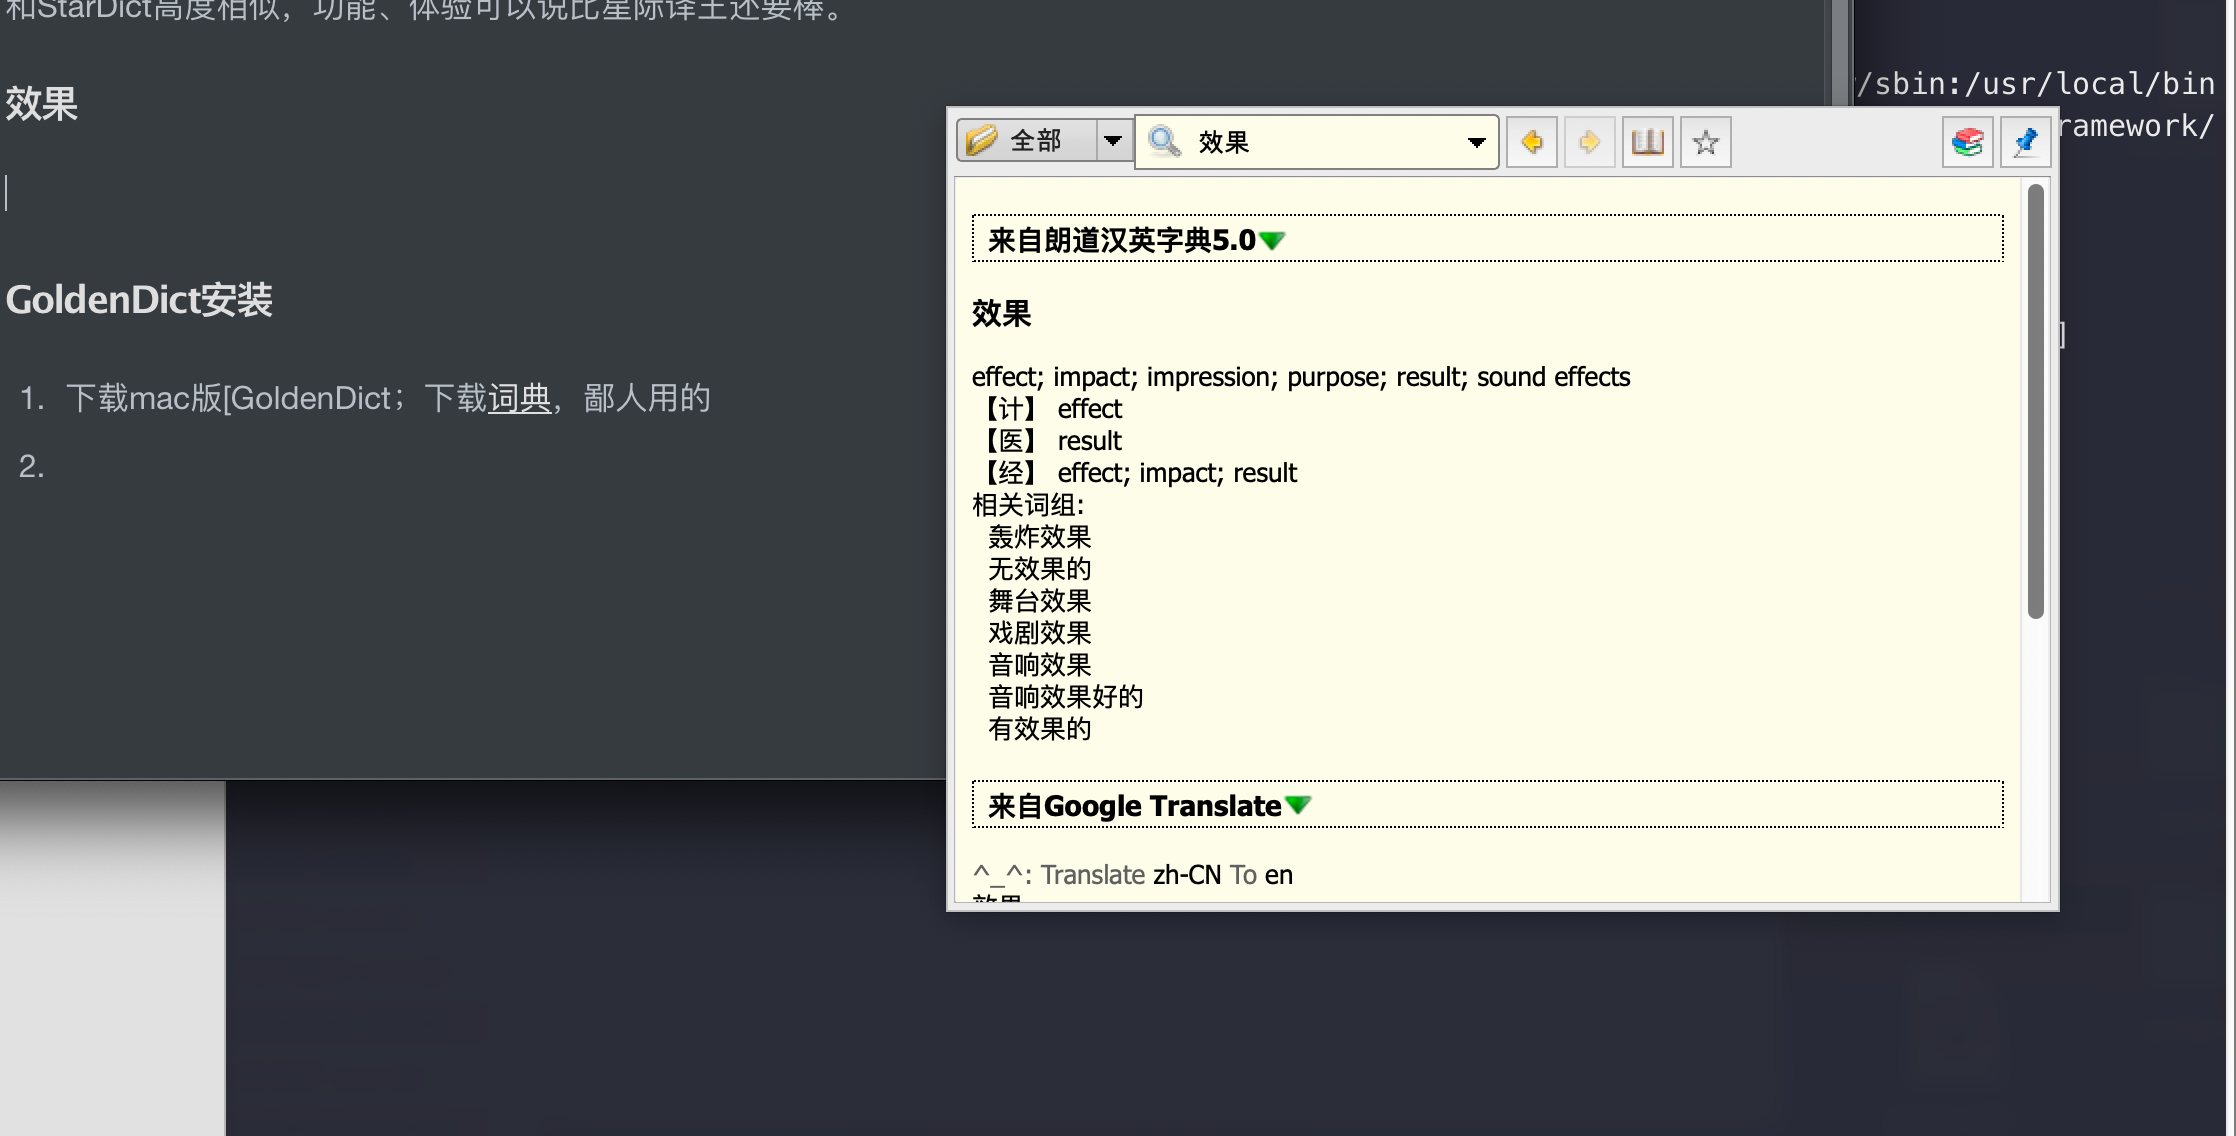 和StarDict高度相似，功能、体验可以说比星际译王还要棒。
效果
GoldenDict安装
1. 下载mac版[GoldenDict；下载词典，鄙人用的
2.
/sbin:/usr/local/bin
ramework/
]
全部
效果
来自朗道汉英字典5.0
效果
effect; impact; impression; purpose; result; sound effects
【计】 effect
【医】 result
【经】 effect; impact; result
相关词组:
轰炸效果
无效果的
舞台效果
戏剧效果
音响效果
音响效果好的
有效果的
来自Google Translate
^_^: Translate zh-CN To en
效果